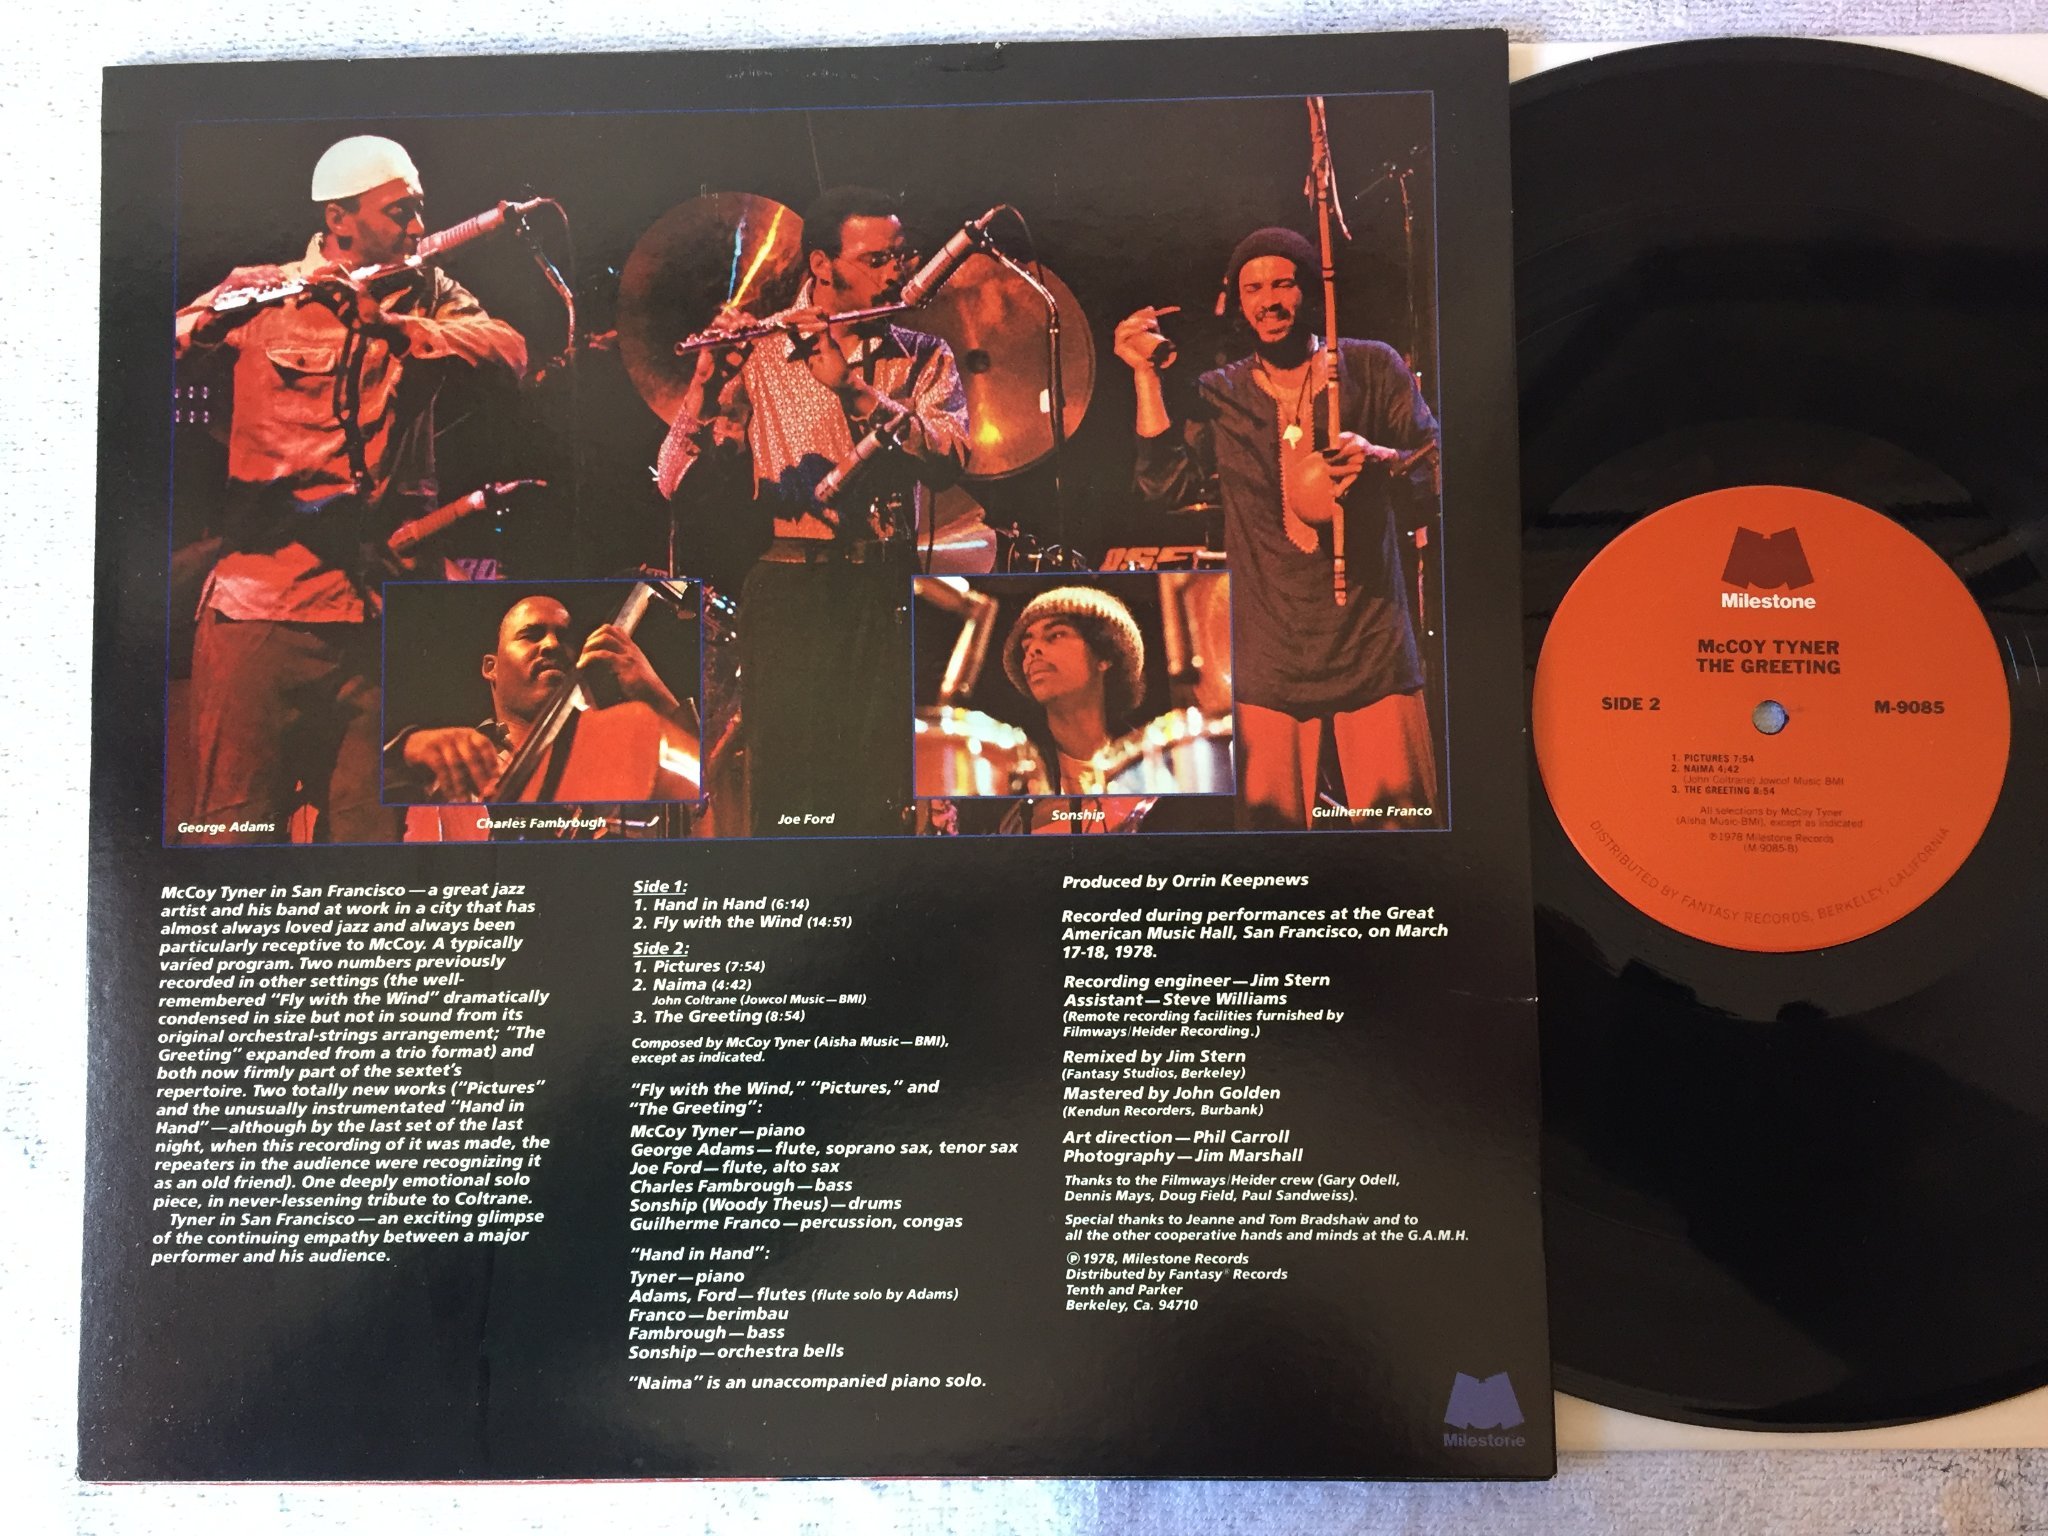 George Adams
Charles Fambrough
Joe Ford
Sonship
Guilherme Franco
McCoy Tyner in San Francisco—a great jazz
artist and his band at work in a city that has
almost always loved jazz and always been
particularly receptive to McCoy. A typically
varied program. Two numbers previously
recorded in other settings (the well-
remembered “Fly with the Wind” dramatically
condensed in size but not in sound from its
original orchestral-strings arrangement; “The
Greeting” expanded from a trio format) and
both now firmly part of the sextet’s
repertoire. Two totally new works (“Pictures”
and the unusually instrumentated “Hand in
Hand”—although by the last set of the last
night, when this recording of it was made, the
repeaters in the audience were recognizing it
as an old friend). One deeply emotional solo
piece, in never-lessening tribute to Coltrane.
Tyner in San Francisco—an exciting glimpse
of the continuing empathy between a major
performer and his audience.
Side 1:
1. Hand in Hand (6:14)
2. Fly with the Wind (14:51)
Side 2:
1. Pictures (7:54)
2. Naima (4:42)
John Coltrane (Jowcol Music—BMI)
3. The Greeting (8:54)
Composed by McCoy Tyner (Aisha Music—BMI),
except as indicated.
“Fly with the Wind,” “Pictures,” and
“The Greeting”:
McCoy Tyner—piano
George Adams—flute, soprano sax, tenor sax
Joe Ford—flute, alto sax
Charles Fambrough—bass
Sonship (Woody Theus)—drums
Guilherme Franco—percussion, congas
“Hand in Hand”:
Tyner—piano
Adams, Ford—flutes (flute solo by Adams)
Franco—berimbau
Fambrough—bass
Sonship—orchestra bells
“Naima” is an unaccompanied piano solo.
Produced by Orrin Keepnews
Recorded during performances at the Great
American Music Hall, San Francisco, on March
17-18, 1978.
Recording engineer—Jim Stern
Assistant—Steve Williams
(Remote recording facilities furnished by
Filmways/Heider Recording.)
Remixed by Jim Stern
(Fantasy Studios, Berkeley)
Mastered by John Golden
(Kendun Recorders, Burbank)
Art direction—Phil Carroll
Photography—Jim Marshall
Thanks to the Filmways/Heider crew (Gary Odell,
Dennis Mays, Doug Field, Paul Sandweiss).
Special thanks to Jeanne and Tom Bradshaw and to
all the other cooperative hands and minds at the G.A.M.H.
℗ 1978, Milestone Records
Distributed by Fantasy® Records
Tenth and Parker
Berkeley, Ca. 94710
Milestone
Milestone
McCOY TYNER
THE GREETING
SIDE 2
M-9085
1. PICTURES 7:54
2. NAIMA 4:42
(John Coltrane) Jowcol Music BMI
3. THE GREETING 8:54
All selections by McCoy Tyner
(Aisha Music-BMI), except as indicated
℗ 1978 Milestone Records
(M-9085-B)
DISTRIBUTED BY FANTASY RECORDS, BERKELEY, CALIFORNIA